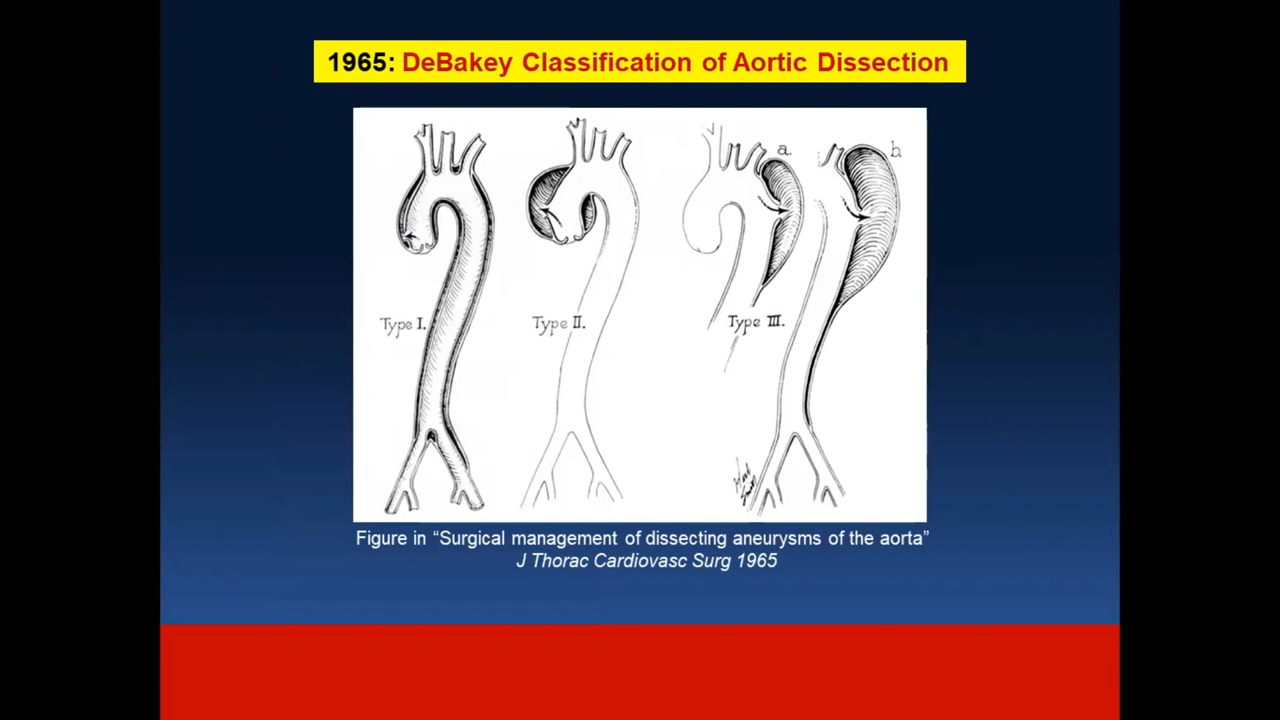 1965: DeBakey Classification of Aortic Dissection
a.
b
Type I.
Type II.
Type III.
Figure in “Surgical management of dissecting aneurysms of the aorta”
J Thorac Cardiovasc Surg 1965